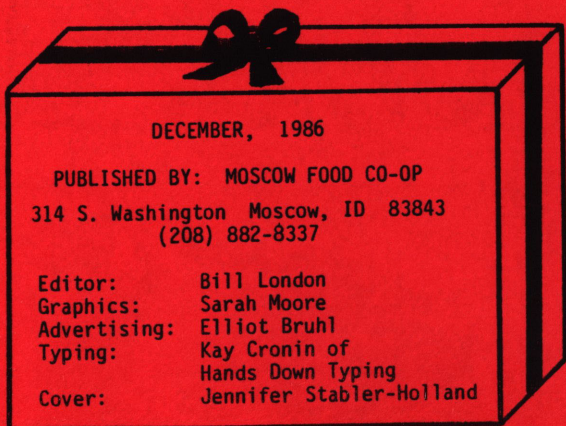 DECEMBER, 1986
PUBLISHED BY: MOSCOW FOOD CO-OP
314 S. Washington Moscow, ID 83843
(208) 882-8337
Editor: Bill London
Graphics: Sarah Moore
Advertising: Elliot Bruhl
Typing: Kay Cronin of
Hands Down Typing
Cover: Jennifer Stabler-Holland